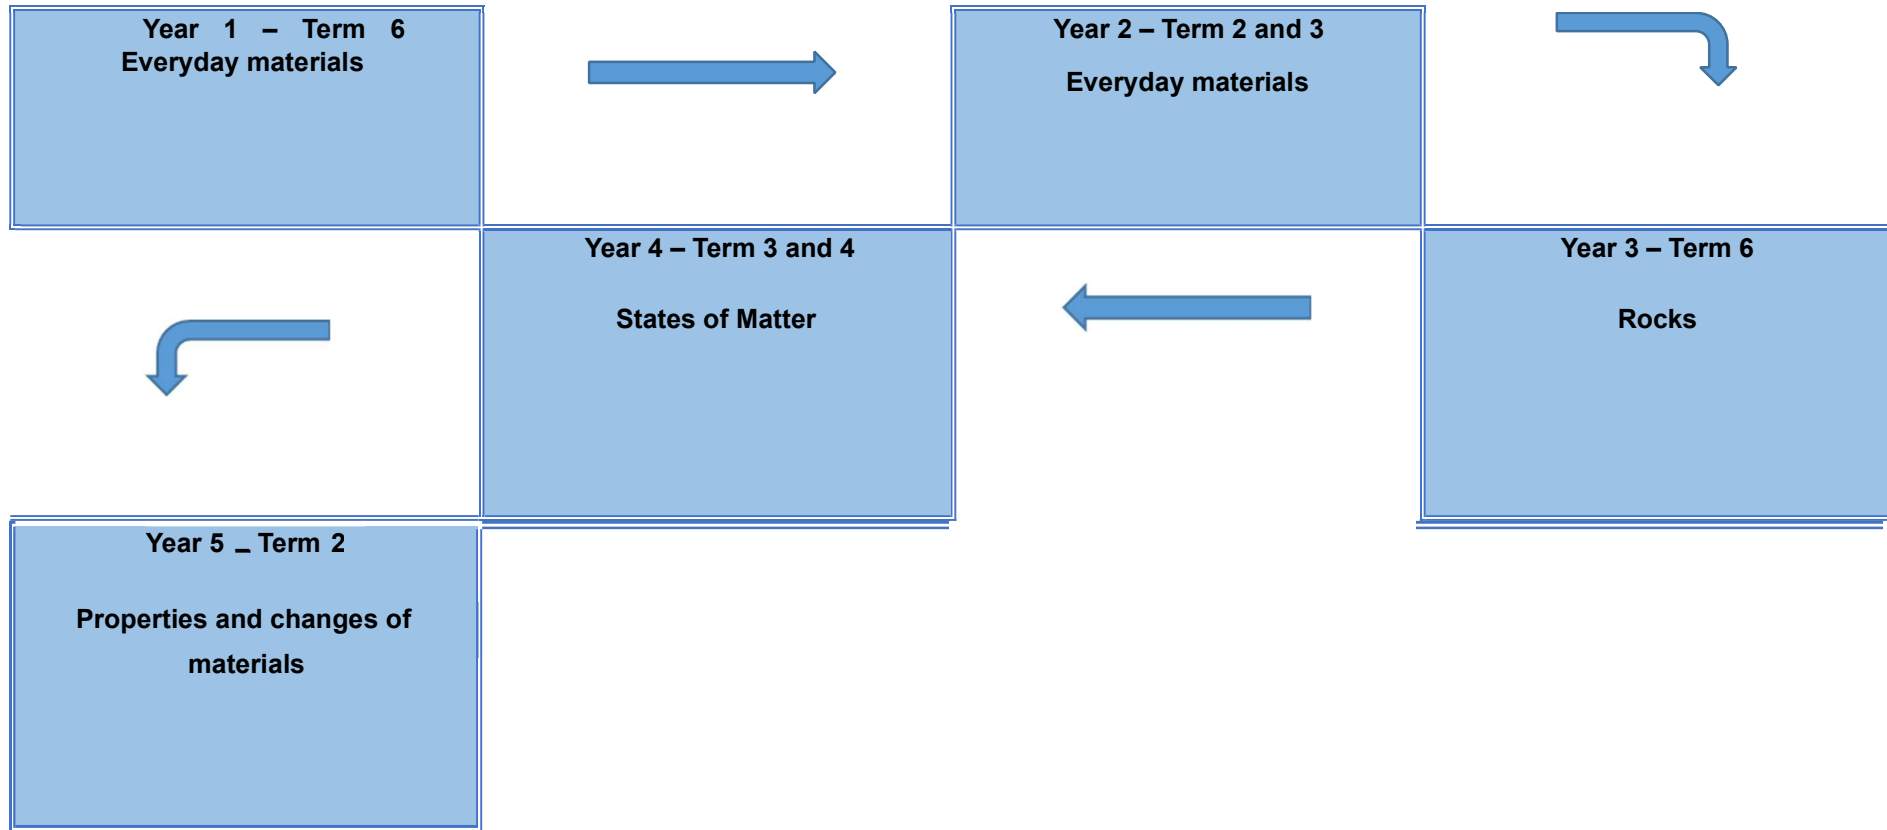 Year 1 – Term 6
Everyday materials
Year 2 – Term 2 and 3
Everyday materials
Year 4 – Term 3 and 4
States of Matter
Year 3 – Term 6
Rocks
Year 5 – Term 2
Properties and changes of
materials